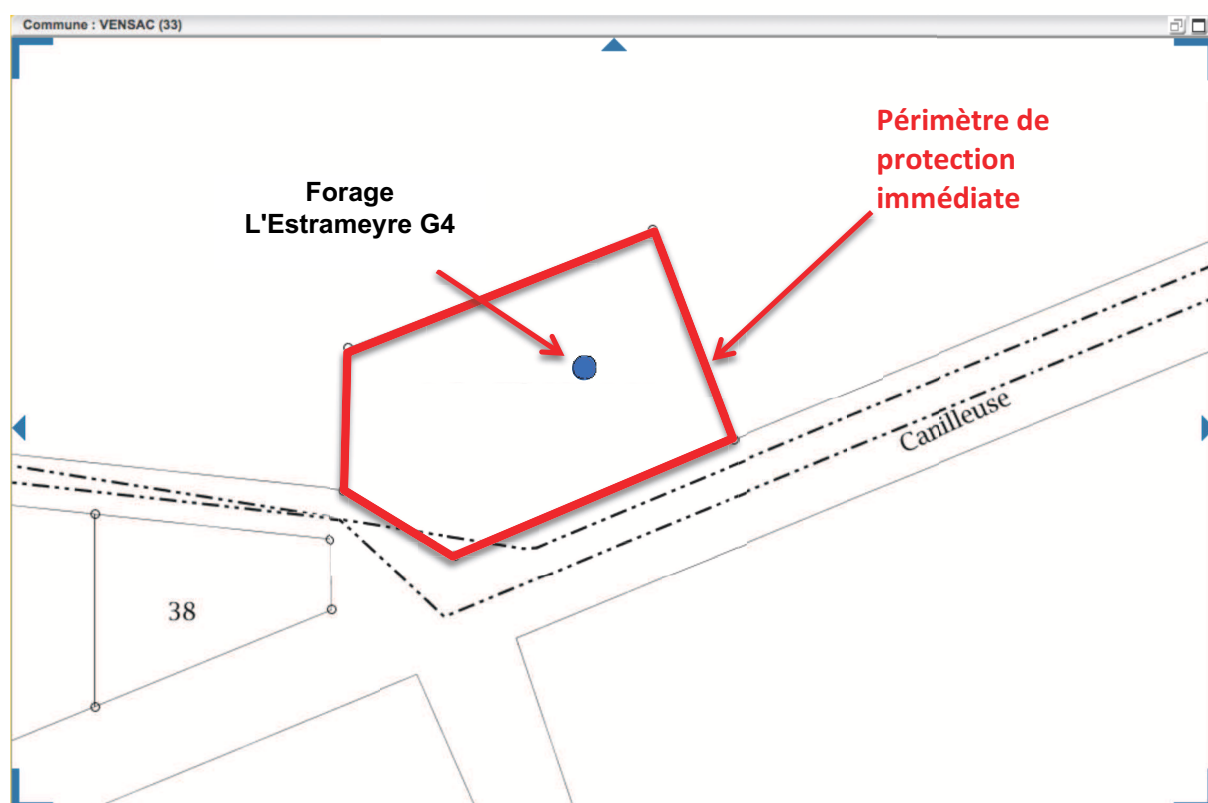 Commune : VENSAC (33)
Périmètre de
protection
immédiate
Forage
L'Estrameyre G4
Canilleuse
38